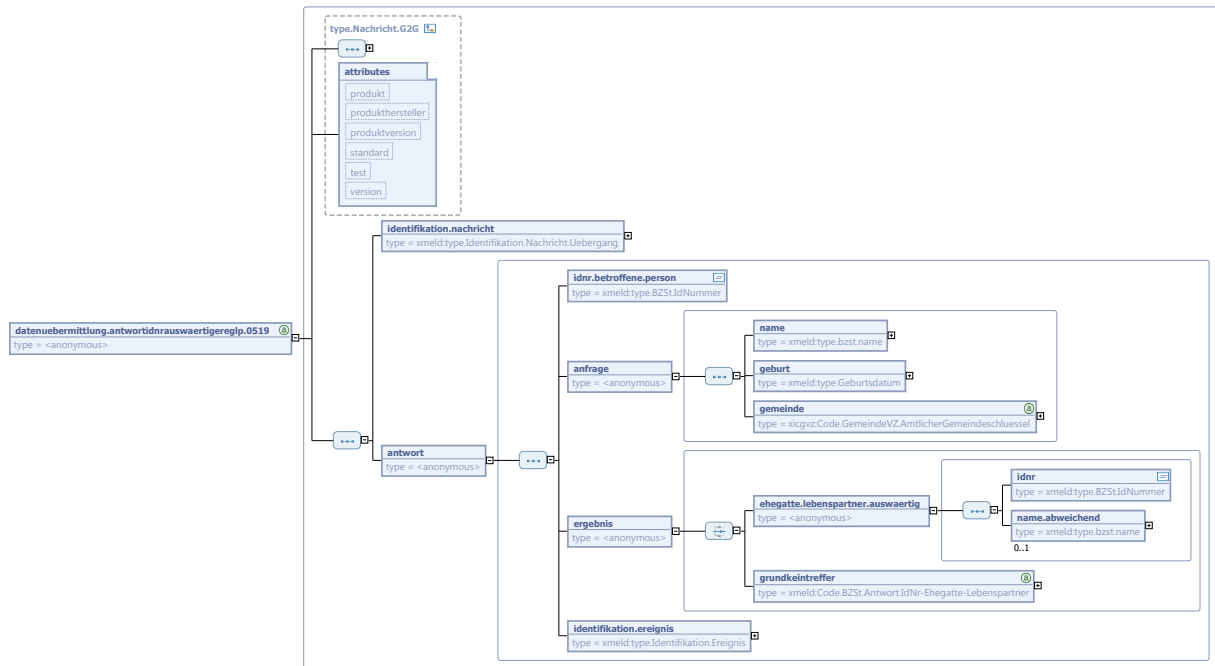 type.Nachricht.G2G
attributes
produkt
produkthersteller
produktversion
standard
test
version
identifikation.nachricht
type = xmeld:type.Identifikation.Nachricht.Uebergang
idnr.betroffene.person
type = xmeld:type.BZSt.IdNummer
datenuebermittlung.antwortidnrauswaertigereglp.0519
type = <anonymous>
name
type = xmeld:type.bzst.name
anfrage
type = <anonymous>
geburt
type = xmeld:type.Geburtsdatum
gemeinde
type = xicgvz:Code.GemeindeVZ.AmtlicherGemeindeschluessel
antwort
type = <anonymous>
ergebnis
type = <anonymous>
ehegatte.lebenspartner.auswaertig
type = <anonymous>
idnr
type = xmeld:type.BZSt.IdNummer
name.abweichend
type = xmeld:type.bzst.name
0..1
grundkeintreffer
type = xmeld:Code.BZSt.Antwort.IdNr-Ehegatte-Lebenspartner
identifikation.ereignis
type = xmeld:type.Identifikation.Ereignis